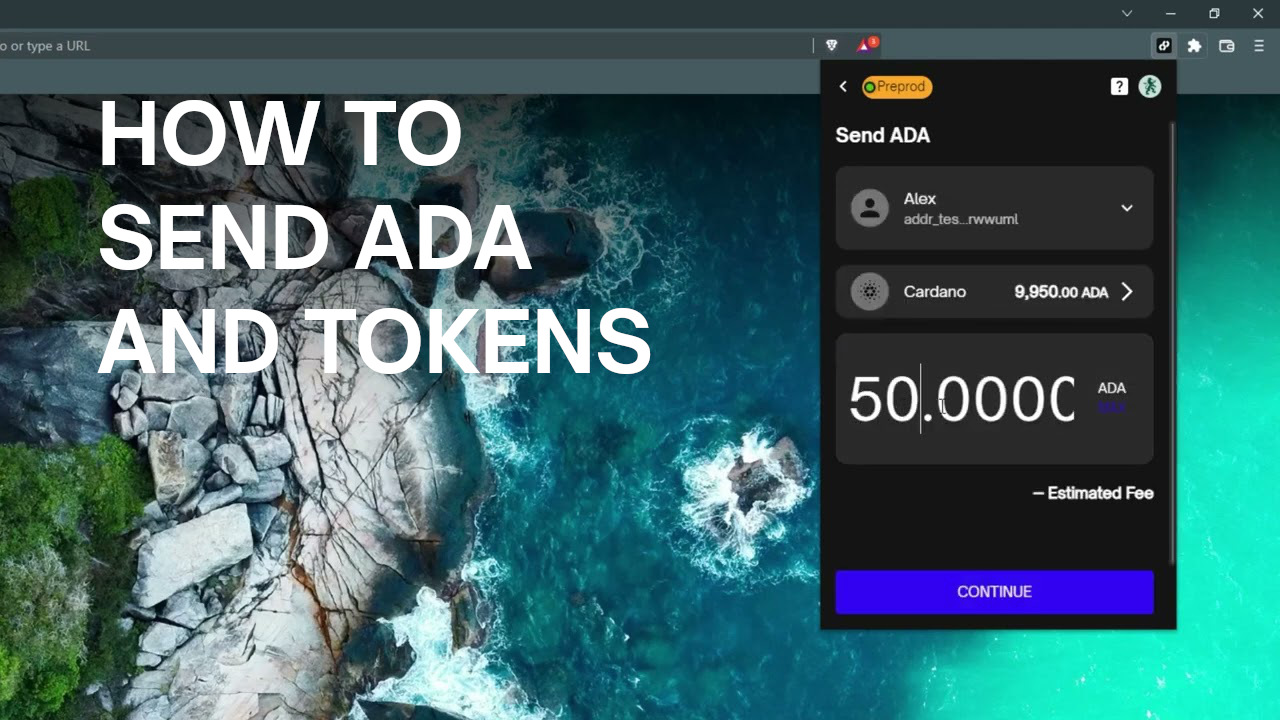 o or type a URL
1
Preprod
?
HOW TO
SEND ADA
AND TOKENS
Send ADA
Alex
addr_tes...rwwuml
Cardano
9,950.00 ADA
50.0000
ADA
– Estimated Fee
CONTINUE